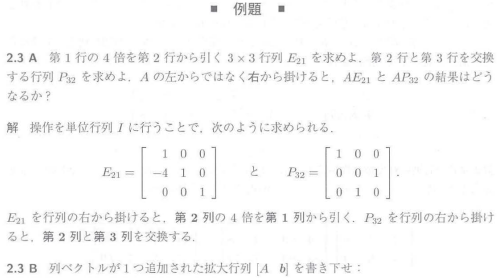 ■ 例題 ■
2.3 A 第 1 行の 4 倍を第 2 行から引く 3×3 行列 E₂₁ を求めよ.第 2 行と第 3 行を交換
する行列 P₃₂ を求めよ.A の左からではなく右から掛けると,AE₂₁ と AP₃₂ の結果はどう
なるか?
解 操作を単位行列 I に行うことで,次のように求められる.
E₂₁ = [ 1 0 0 ; −4 1 0 ; 0 0 1 ] と P₃₂ = [ 1 0 0 ; 0 0 1 ; 0 1 0 ] .
E₂₁ を行列の右から掛けると,第 2 列の 4 倍を第 1 列から引く.P₃₂ を行列の右から掛け
ると,第 2 列と第 3 列を交換する.
2.3 B 列ベクトルが 1 つ追加された拡大行列 [A b] を書き下せ: